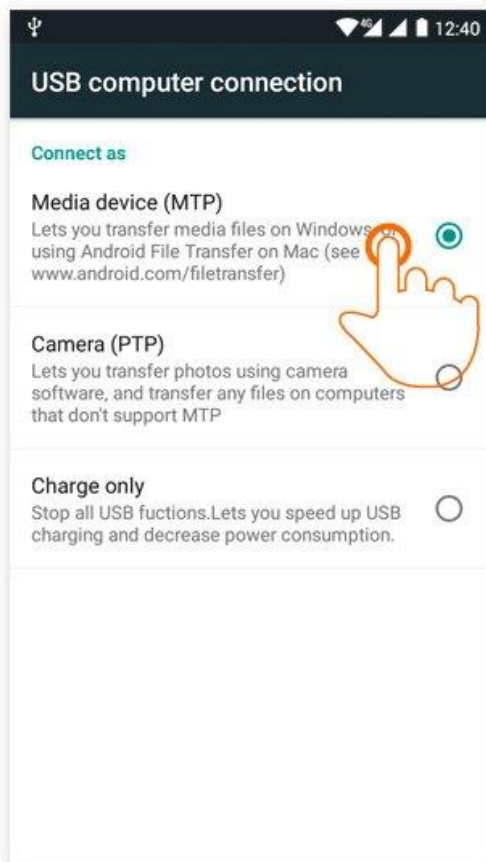 4G 12:40
USB computer connection
Connect as
Media device (MTP)
Lets you transfer media files on Windows, or
using Android File Transfer on Mac (see
www.android.com/filetransfer)
Camera (PTP)
Lets you transfer photos using camera
software, and transfer any files on computers
that don't support MTP
Charge only
Stop all USB fuctions.Lets you speed up USB
charging and decrease power consumption.